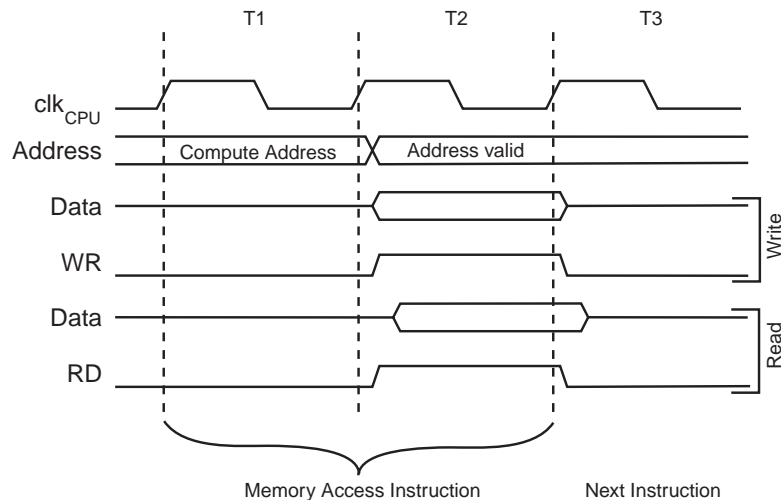 T1 T2 T3
clkCPU
Address Compute Address Address valid
Data
WR
Write
Data
RD
Read
Memory Access Instruction Next Instruction